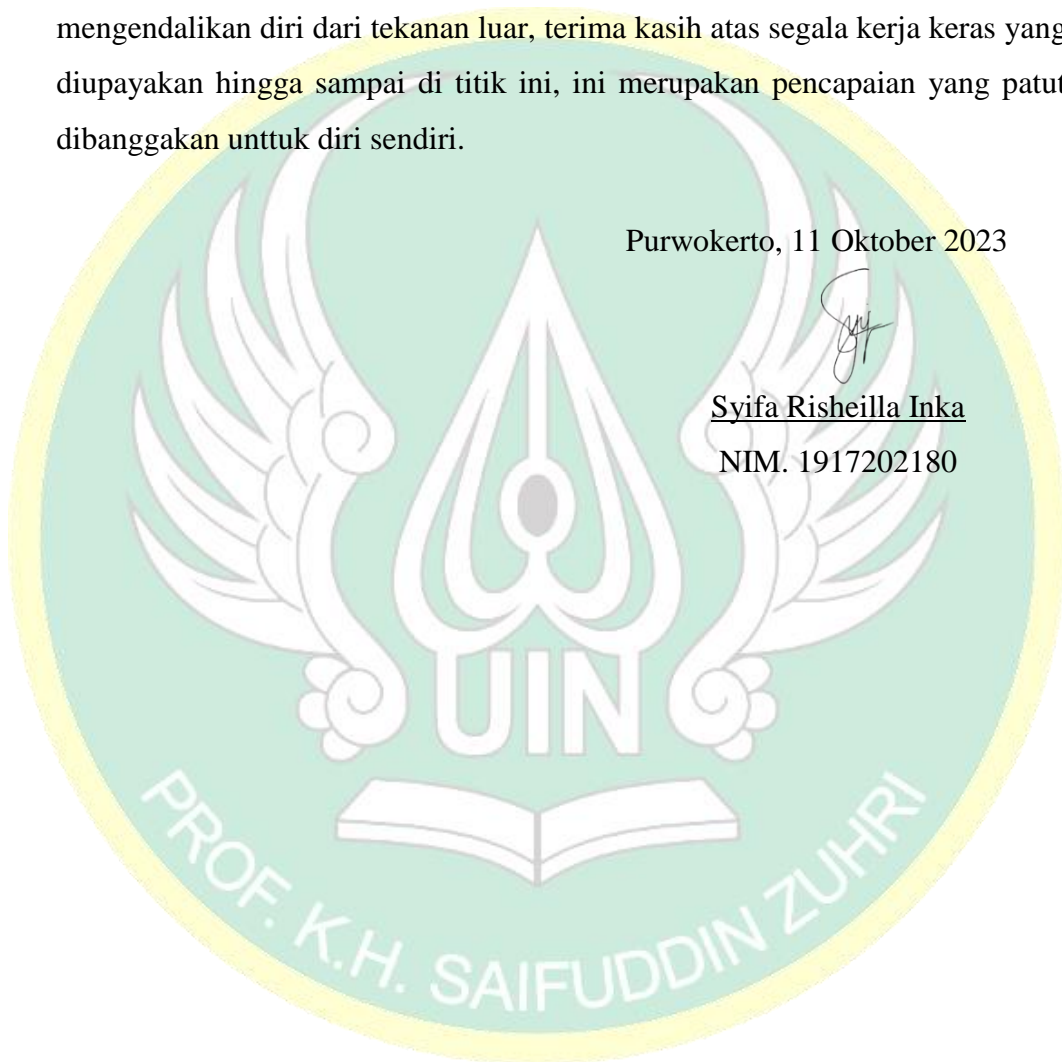 mengendalikan diri dari tekanan luar, terima kasih atas segala kerja keras yang
diupayakan hingga sampai di titik ini, ini merupakan pencapaian yang patut
dibanggakan unttuk diri sendiri.
Purwokerto, 11 Oktober 2023
Syifa Risheilla Inka
NIM. 1917202180
UIN
PROF. K.H. SAIFUDDIN ZUHRI